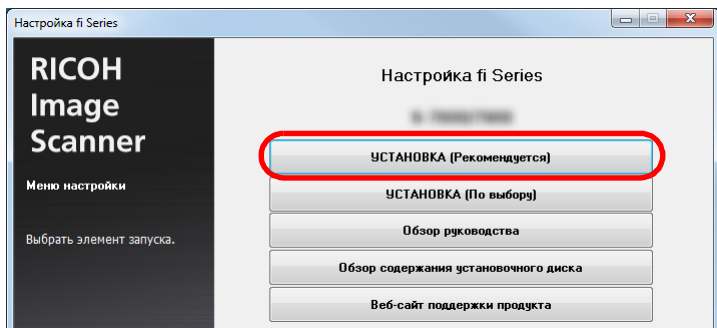 Настройка fi Series
RICOH
Image
Scanner
Меню настройки
Выбрать элемент запуска.
Настройка fi Series
УСТАНОВКА (Рекомендуется)
УСТАНОВКА (По выбору)
Обзор руководства
Обзор содержания установочного диска
Веб-сайт поддержки продукта